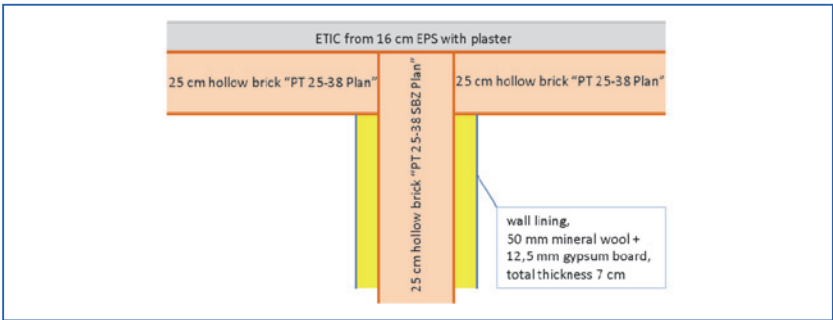 ETIC from 16 cm EPS with plaster
25 cm hollow brick “PT 25-38 Plan”
25 cm hollow brick “PT 25-38 SBZ Plan”
25 cm hollow brick “PT 25-38 Plan”
wall lining,
50 mm mineral wool +
12,5 mm gypsum board,
total thickness 7 cm